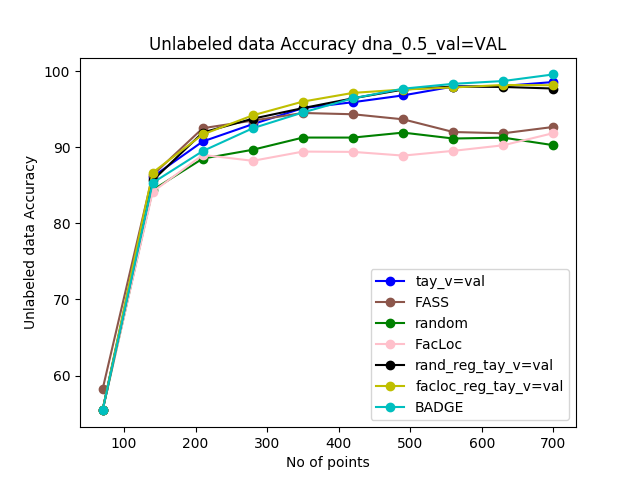 Unlabeled data Accuracy dna_0.5_val=VAL
100
90
80
70
60
Unlabeled data Accuracy
tay_v=val
FASS
random
FacLoc
rand_reg_tay_v=val
facloc_reg_tay_v=val
BADGE
100 200 300 400 500 600 700
No of points